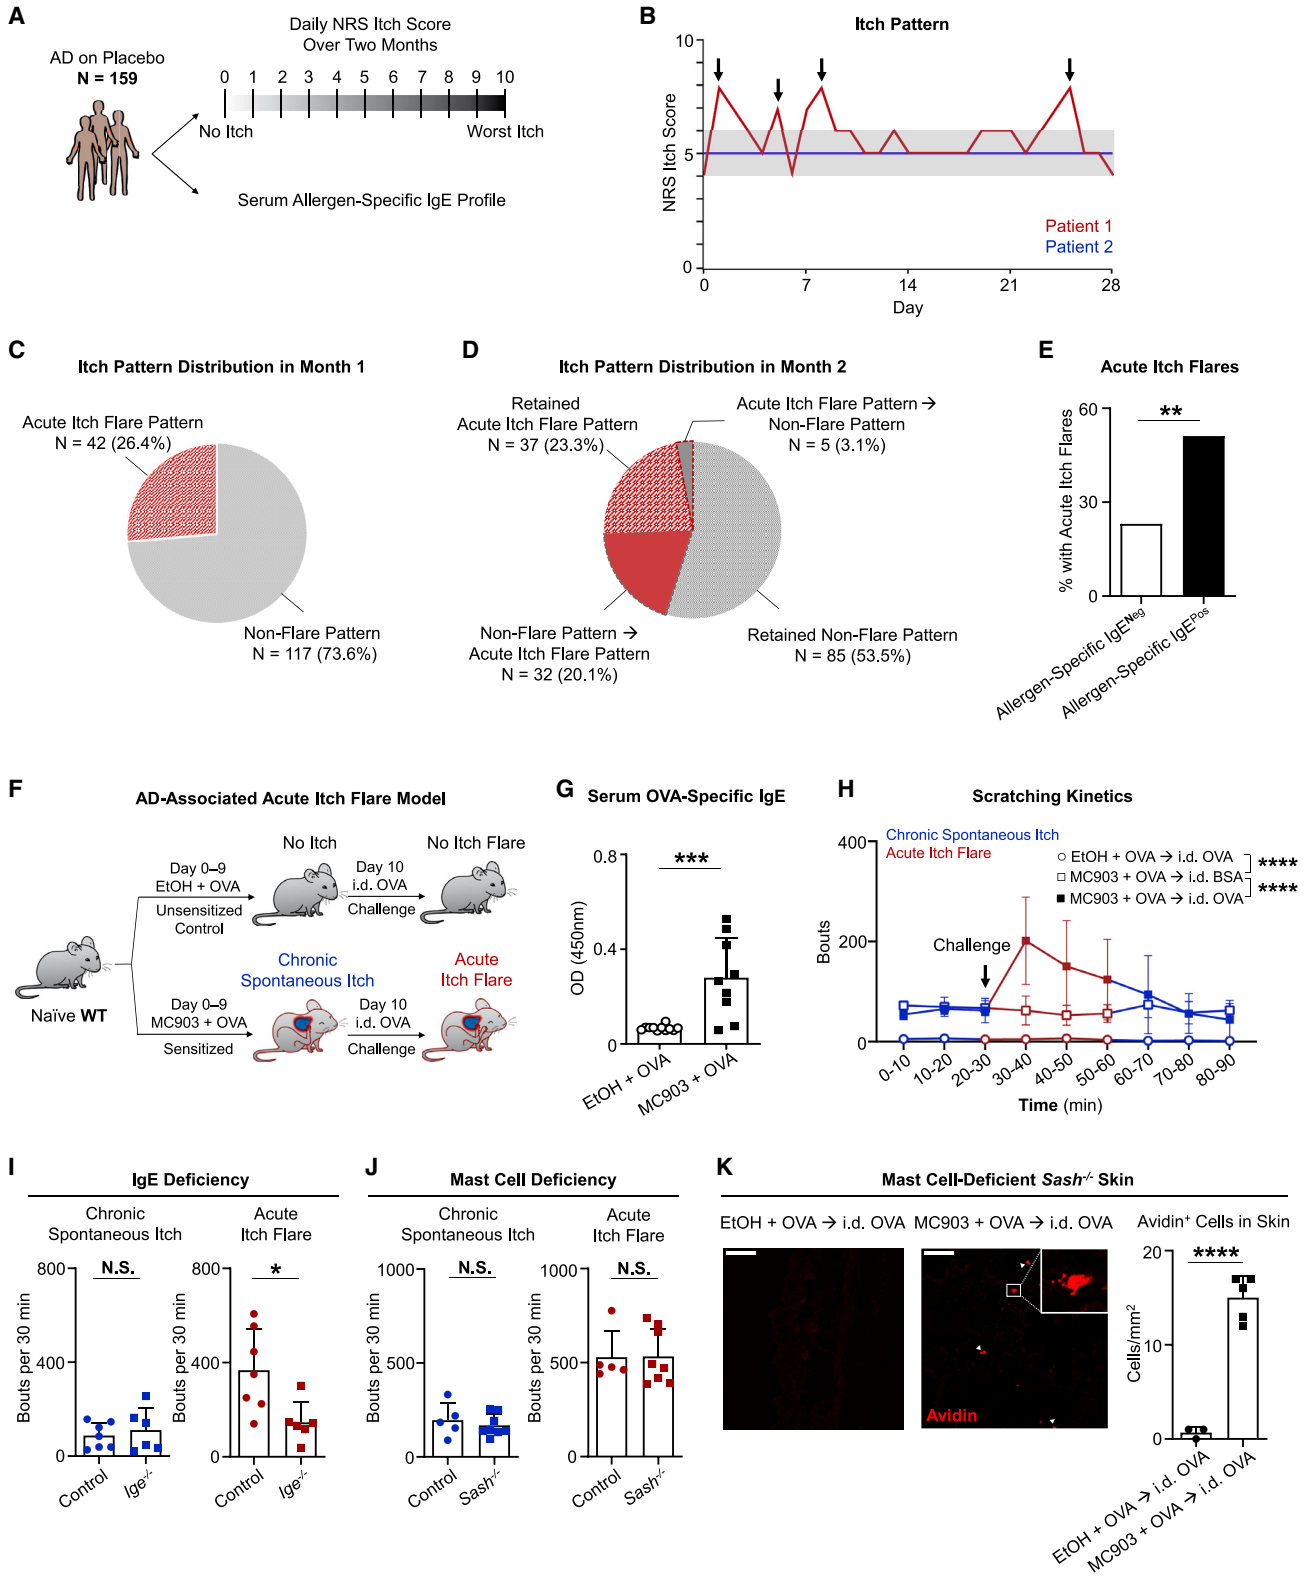 A
AD on Placebo
N = 159
Daily NRS Itch Score
Over Two Months
0 1 2 3 4 5 6 7 8 9 10
No Itch Worst Itch
Serum Allergen-Specific IgE Profile
B
Itch Pattern
NRS Itch Score
10
5
0
Patient 1
Patient 2
0 7 14 21 28
Day
C
Itch Pattern Distribution in Month 1
Acute Itch Flare Pattern
N = 42 (26.4%)
Non-Flare Pattern
N = 117 (73.6%)
D
Itch Pattern Distribution in Month 2
Retained
Acute Itch Flare Pattern
N = 37 (23.3%)
Acute Itch Flare Pattern →
Non-Flare Pattern
N = 5 (3.1%)
Non-Flare Pattern →
Acute Itch Flare Pattern
N = 32 (20.1%)
Retained Non-Flare Pattern
N = 85 (53.5%)
E
Acute Itch Flares
% with Acute Itch Flares
60
30
0
**
Allergen-Specific IgE^Neg
Allergen-Specific IgE^Pos
F
AD-Associated Acute Itch Flare Model
Naïve WT
Day 0–9
EtOH + OVA
Unsensitized
Control
No Itch
Day 10
i.d. OVA
Challenge
No Itch Flare
Day 0–9
MC903 + OVA
Sensitized
Chronic
Spontaneous Itch
Day 10
i.d. OVA
Challenge
Acute
Itch Flare
G
Serum OVA-Specific IgE
OD (450nm)
0.8
0.4
0
***
EtOH + OVA
MC903 + OVA
H
Scratching Kinetics
Chronic Spontaneous Itch
Acute Itch Flare
EtOH + OVA → i.d. OVA
MC903 + OVA → i.d. BSA
MC903 + OVA → i.d. OVA
****
****
Bouts
400
200
0
Challenge
0-10 10-20 20-30 30-40 40-50 50-60 60-70 70-80 80-90
Time (min)
I
IgE Deficiency
Chronic
Spontaneous Itch
Bouts per 30 min
800
400
0
N.S.
Control
Ige-/-
Acute
Itch Flare
Bouts per 30 min
800
400
0
*
Control
Ige-/-
J
Mast Cell Deficiency
Chronic
Spontaneous Itch
Bouts per 30 min
1000
500
0
N.S.
Control
Sash-/-
Acute
Itch Flare
Bouts per 30 min
1000
500
0
N.S.
Control
Sash-/-
K
Mast Cell-Deficient Sash-/- Skin
EtOH + OVA → i.d. OVA
MC903 + OVA → i.d. OVA
Avidin
Avidin+ Cells in Skin
Cells/mm²
20
10
0
****
EtOH + OVA → i.d. OVA
MC903 + OVA → i.d. OVA